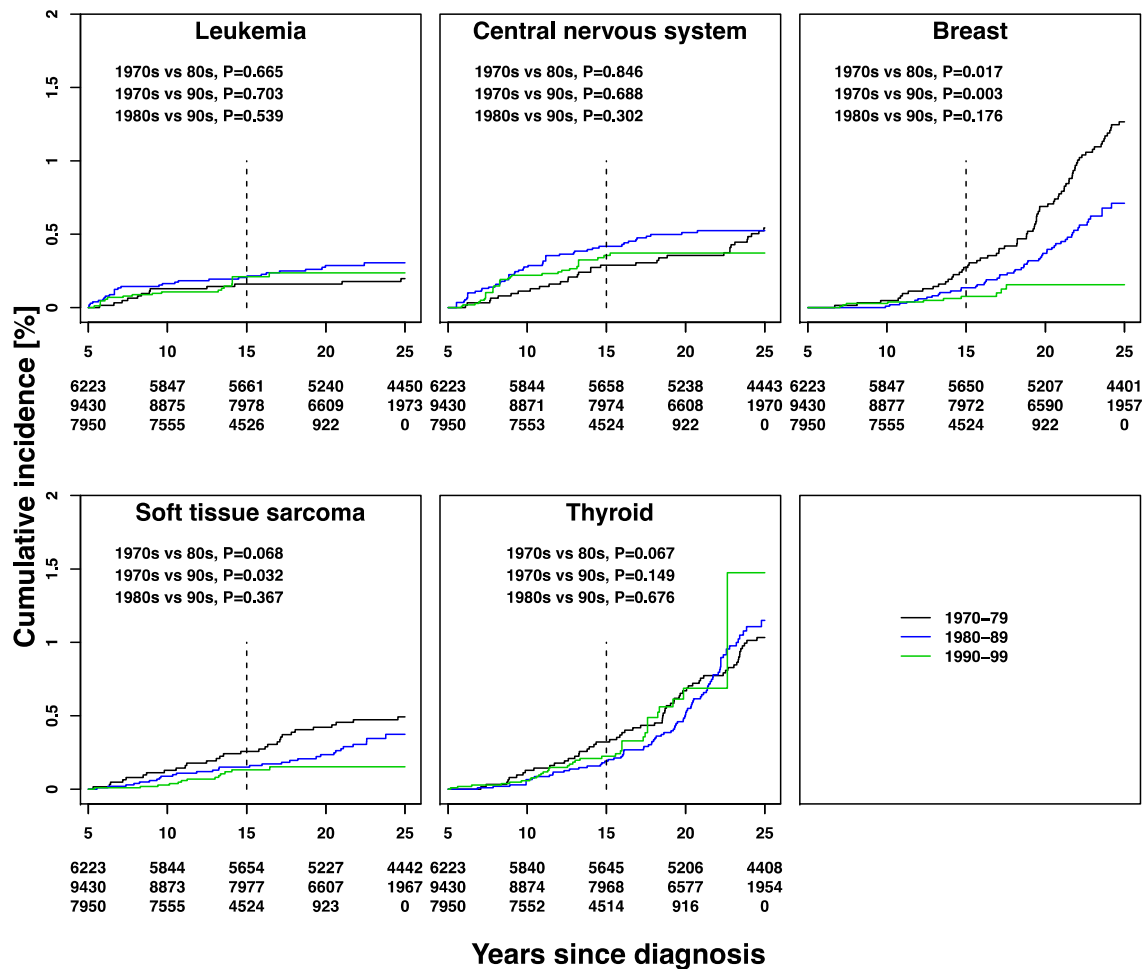 Cumulative incidence [%]
Leukemia
1970s vs 80s, P=0.665
1970s vs 90s, P=0.703
1980s vs 90s, P=0.539
2
1.5
1
0.5
0
5 10 15 20 25
6223 5847 5661 5240 4450
9430 8875 7978 6609 1973
7950 7555 4526 922 0
Central nervous system
1970s vs 80s, P=0.846
1970s vs 90s, P=0.688
1980s vs 90s, P=0.302
5 10 15 20 25
6223 5844 5658 5238 4443
9430 8871 7974 6608 1970
7950 7553 4524 922 0
Breast
1970s vs 80s, P=0.017
1970s vs 90s, P=0.003
1980s vs 90s, P=0.176
5 10 15 20 25
6223 5847 5650 5207 4401
9430 8877 7972 6590 1957
7950 7555 4524 922 0
Soft tissue sarcoma
1970s vs 80s, P=0.068
1970s vs 90s, P=0.032
1980s vs 90s, P=0.367
2
1.5
1
0.5
0
5 10 15 20 25
6223 5844 5654 5227 4442
9430 8873 7977 6607 1967
7950 7555 4524 923 0
Thyroid
1970s vs 80s, P=0.067
1970s vs 90s, P=0.149
1980s vs 90s, P=0.676
5 10 15 20 25
6223 5840 5645 5206 4408
9430 8874 7968 6577 1954
7950 7552 4514 916 0
1970–79
1980–89
1990–99
Years since diagnosis